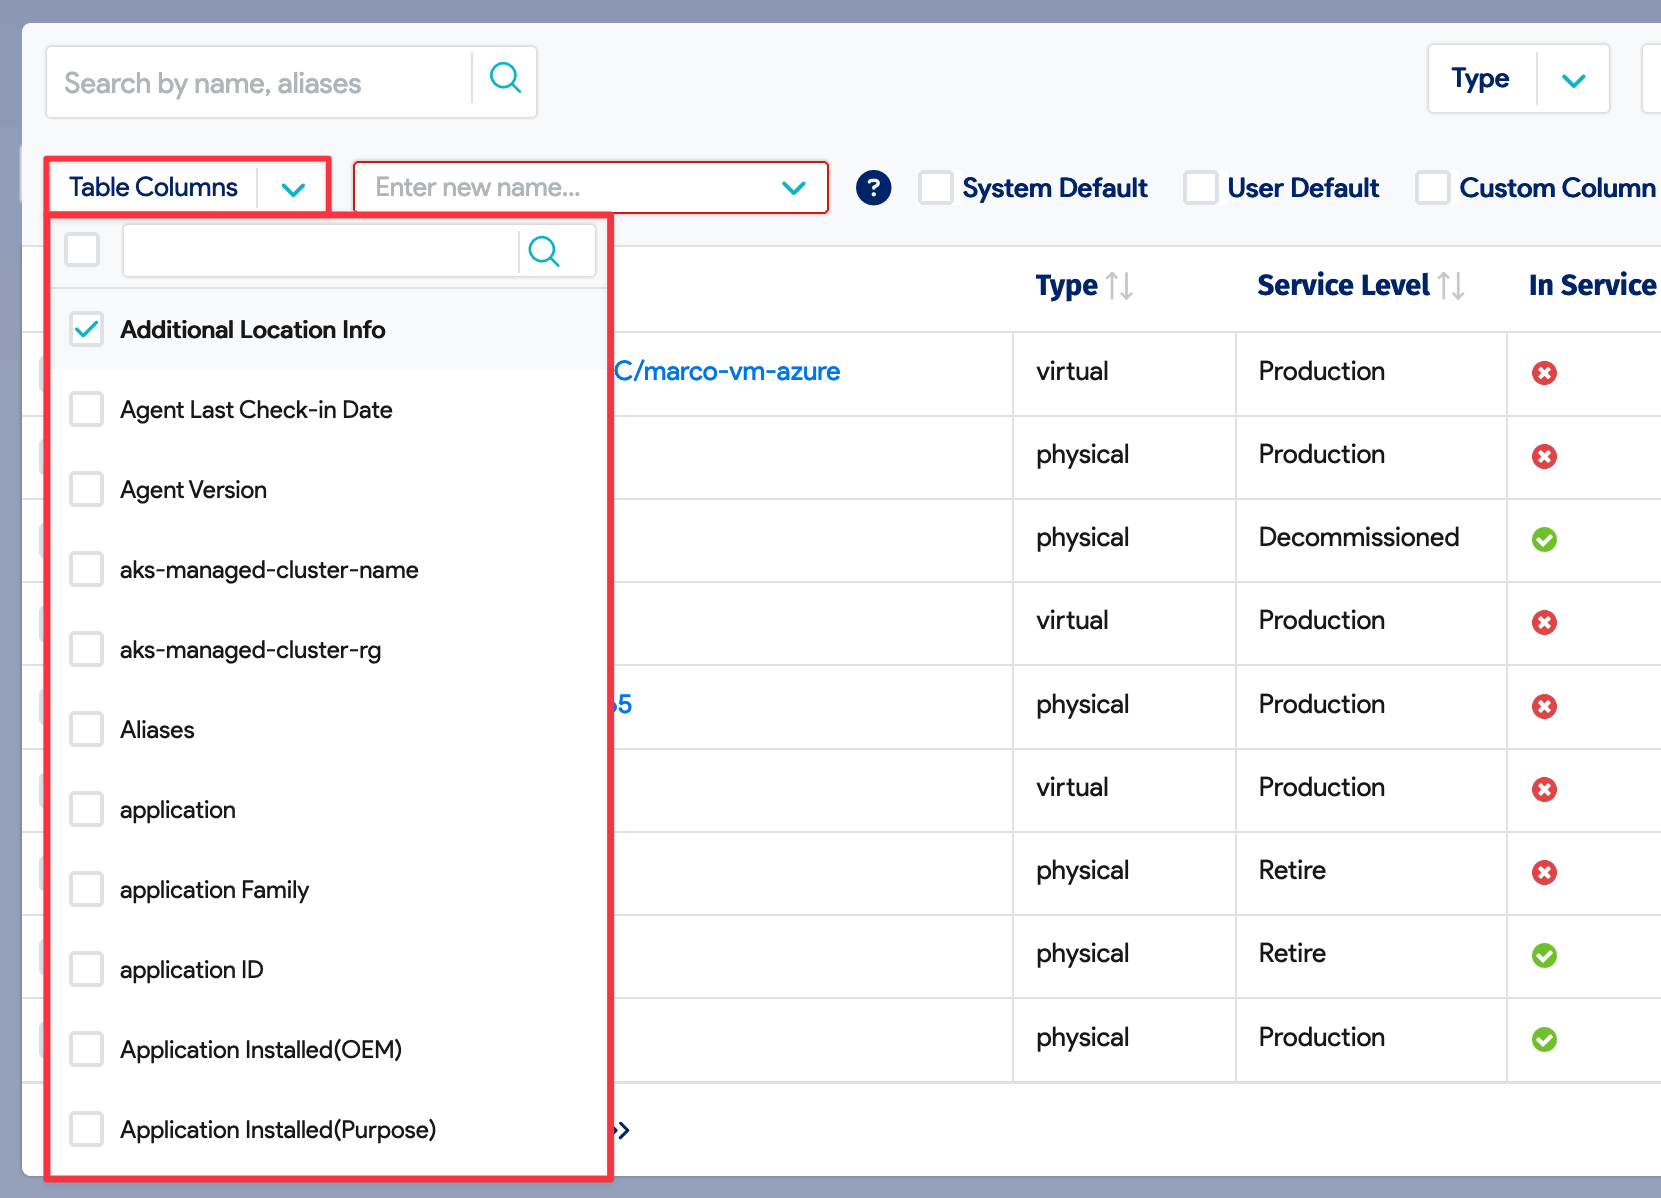 Search by name, aliases
Type
Table Columns
Enter new name...
?
System Default
User Default
Custom Column
Type
Service Level
In Service
Additional Location Info
C/marco-vm-azure
virtual
Production
Agent Last Check-in Date
physical
Production
Agent Version
physical
Decommissioned
aks-managed-cluster-name
virtual
Production
aks-managed-cluster-rg
5
physical
Production
Aliases
virtual
Production
application
physical
Retire
application Family
physical
Retire
application ID
physical
Production
Application Installed(OEM)
Application Installed(Purpose)